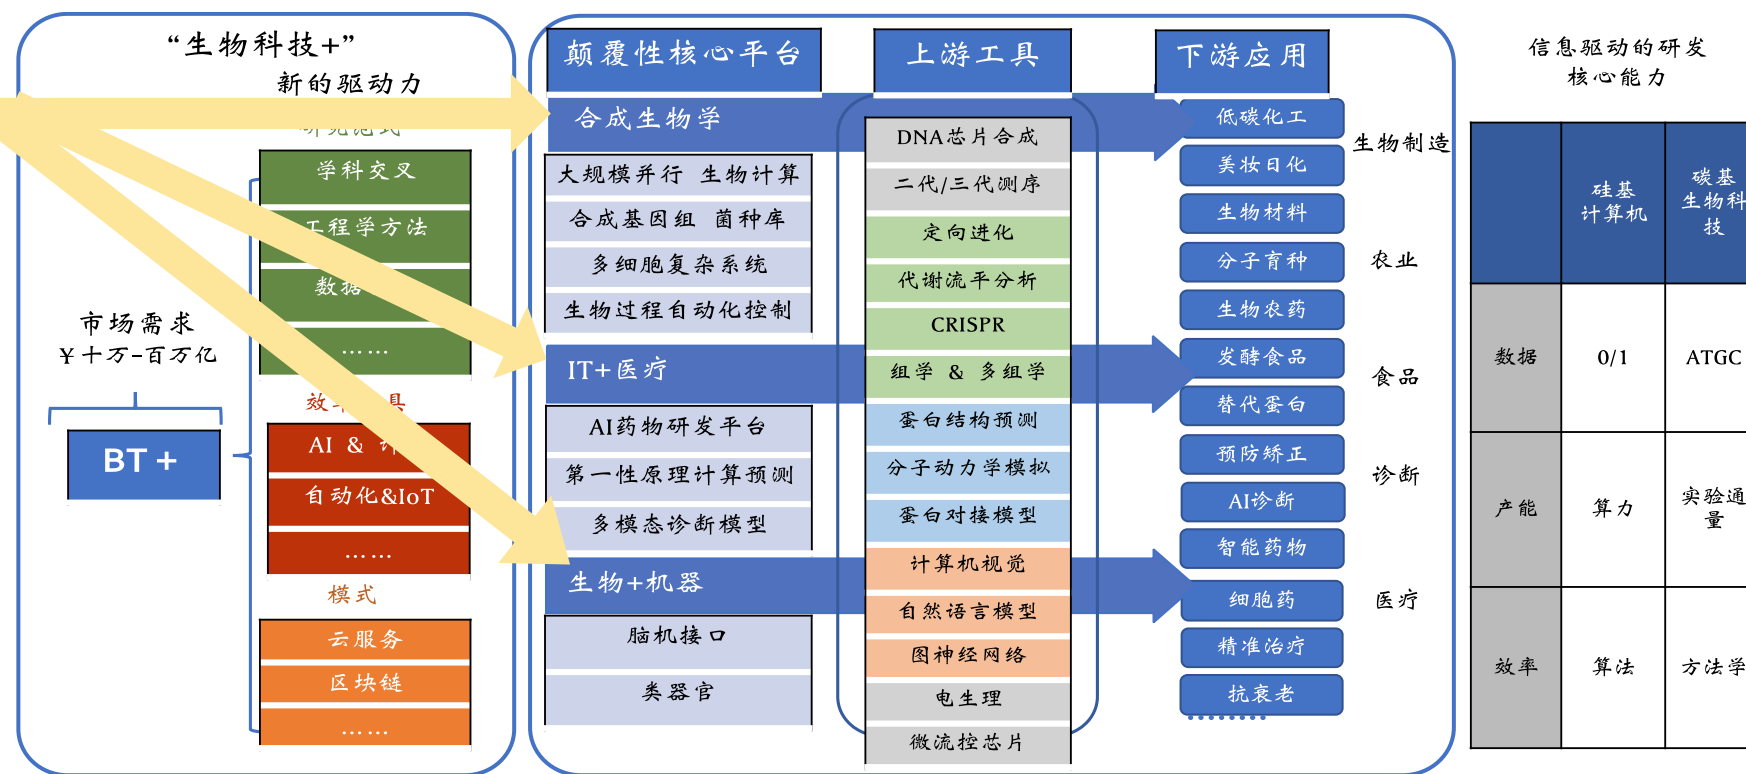 “生物科技+”
新的驱动力
学科交叉
工程学方法
数据
……
市场需求
¥十万-百万亿
BT +
AI &
自动化&IoT
……
模式
云服务
区块链
……
颠覆性核心平台
合成生物学
大规模并行 生物计算
合成基因组 菌种库
多细胞复杂系统
生物过程自动化控制
IT+医疗
AI药物研发平台
第一性原理计算预测
多模态诊断模型
生物+机器
脑机接口
类器官
上游工具
DNA芯片合成
二代/三代测序
定向进化
代谢流平分析
CRISPR
组学 & 多组学
蛋白结构预测
分子动力学模拟
蛋白对接模型
计算机视觉
自然语言模型
图神经网络
电生理
微流控芯片
下游应用
低碳化工
美妆日化
生物材料
分子育种
生物农药
发酵食品
替代蛋白
预防矫正
AI诊断
智能药物
细胞药
精准治疗
抗衰老
生物制造
农业
食品
诊断
医疗
信息驱动的研发
核心能力
硅基
计算机
碳基
生物科
技
数据
0/1
ATGC
产能
算力
实验通
量
效率
算法
方法学